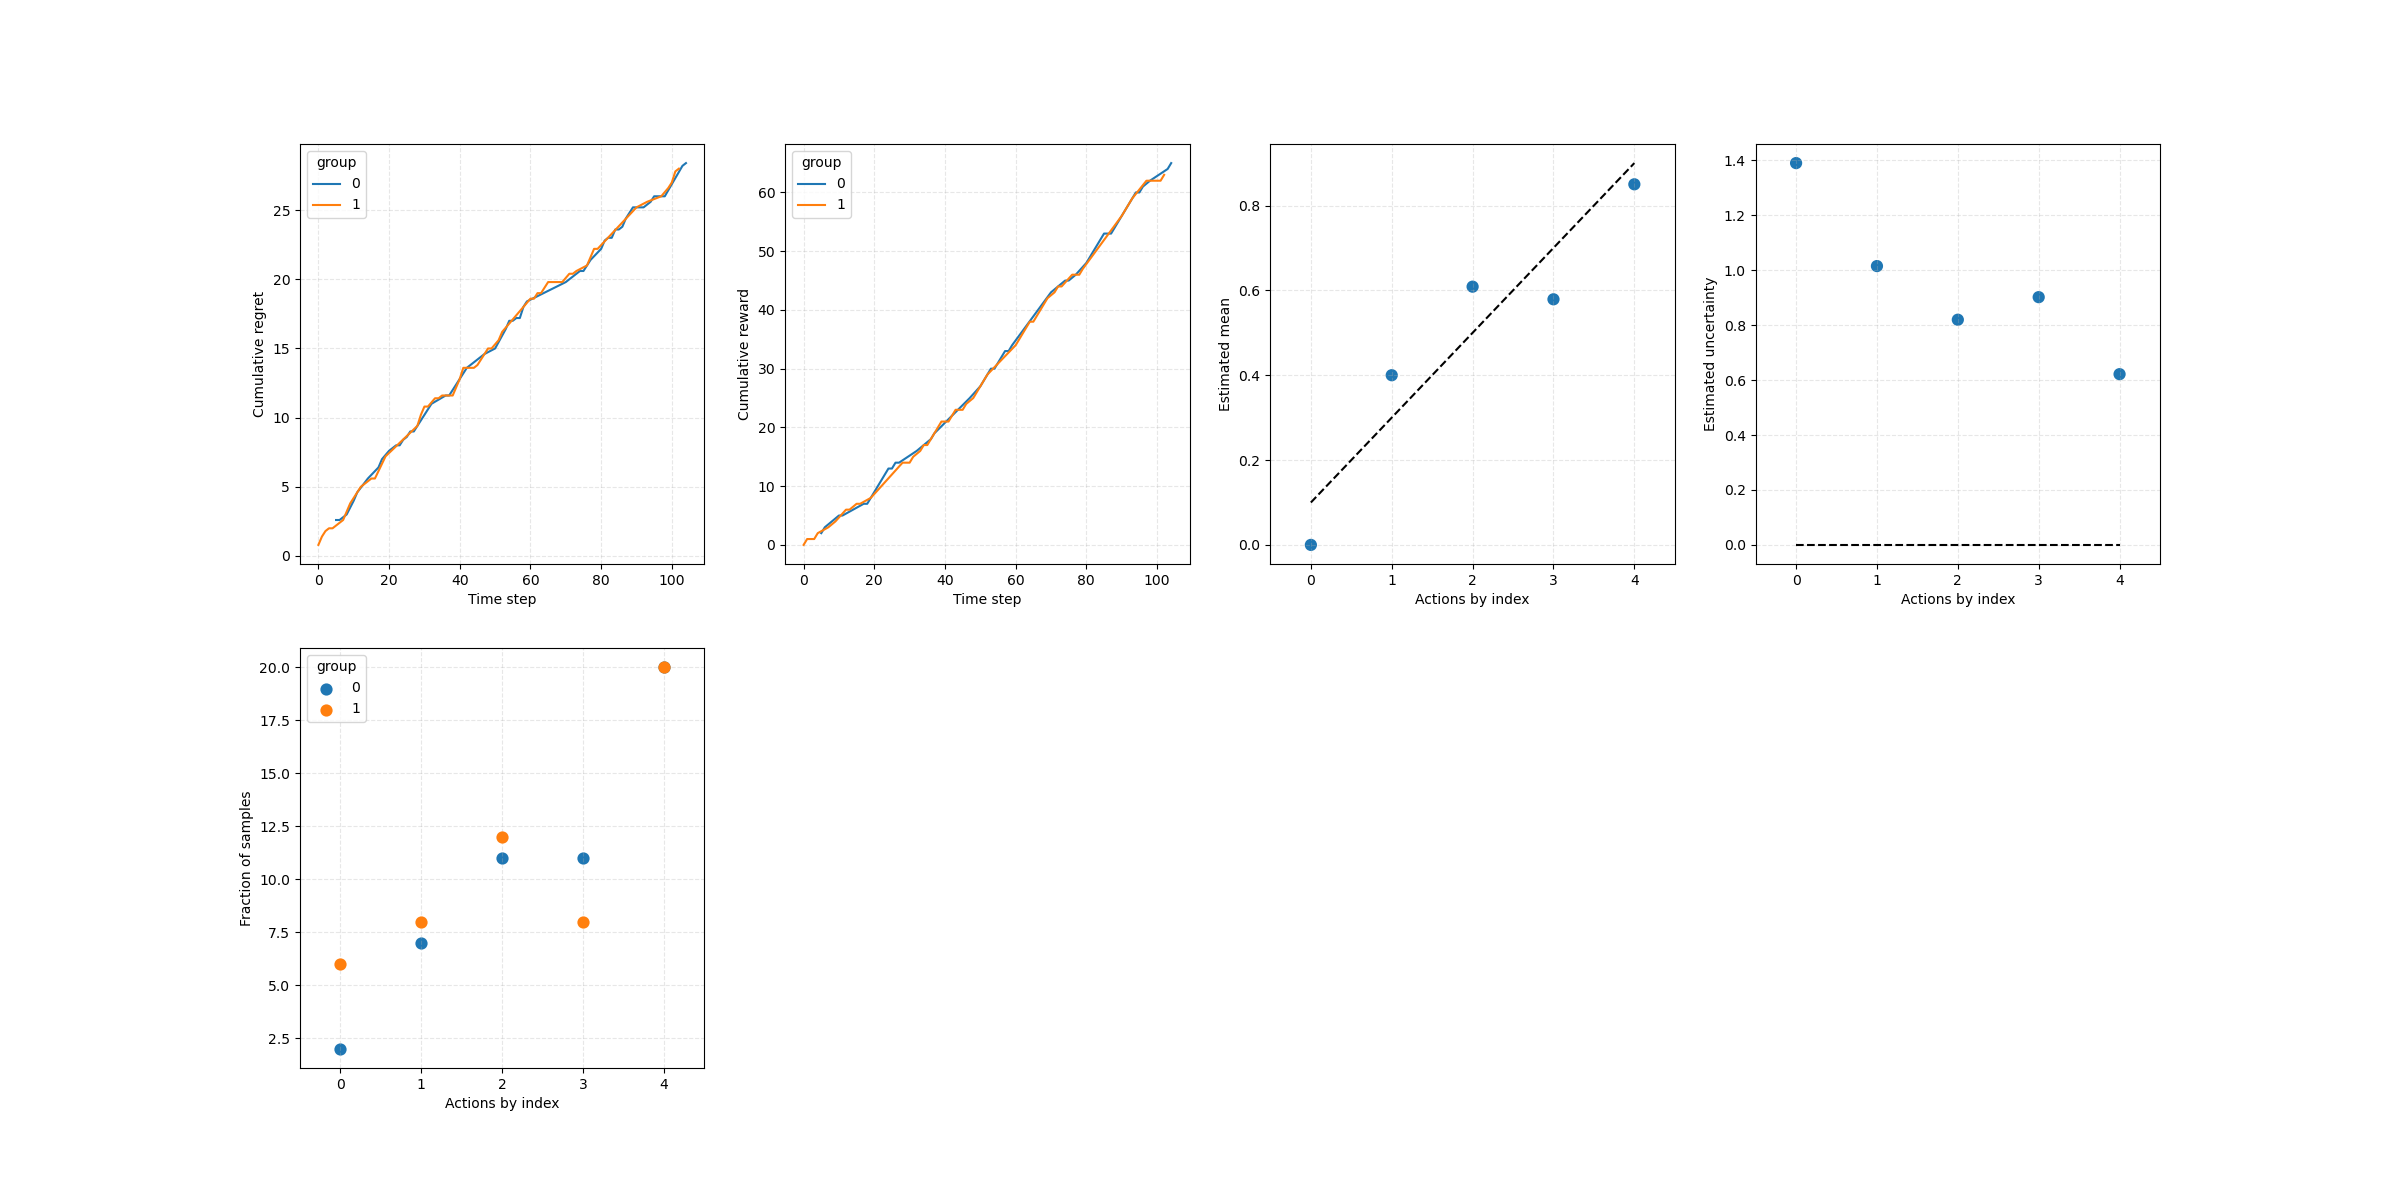 group
0
1
Cumulative regret
0
5
10
15
20
25
0 20 40 60 80 100
Time step
group
0
1
Cumulative reward
0
10
20
30
40
50
60
0 20 40 60 80 100
Time step
Estimated mean
0.8
0.6
0.4
0.2
0.0
0 1 2 3 4
Actions by index
Estimated uncertainty
1.4
1.2
1.0
0.8
0.6
0.4
0.2
0.0
0 1 2 3 4
Actions by index
group
0
1
Fraction of samples
20.0
17.5
15.0
12.5
10.0
7.5
5.0
2.5
0 1 2 3 4
Actions by index